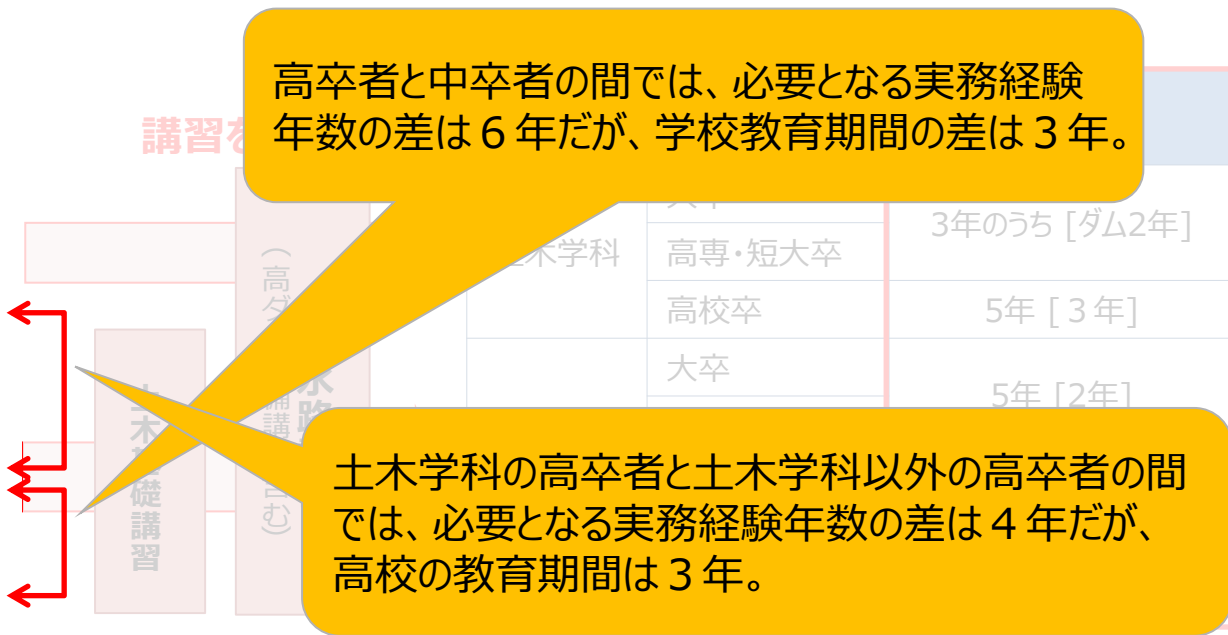 高卒者と中卒者の間では、必要となる実務経験
年数の差は６年だが、学校教育期間の差は３年。
講習を
3年のうち [ダム2年]
木学科
高専・短大卒
高校卒
5年 [３年]
大卒
5年 [2年]
（高ダ
講
む）
水路
土木基礎講習
土木学科の高卒者と土木学科以外の高卒者の間
では、必要となる実務経験年数の差は４年だが、
高校の教育期間は３年。